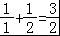 1/1 + 1/2 = 3/2